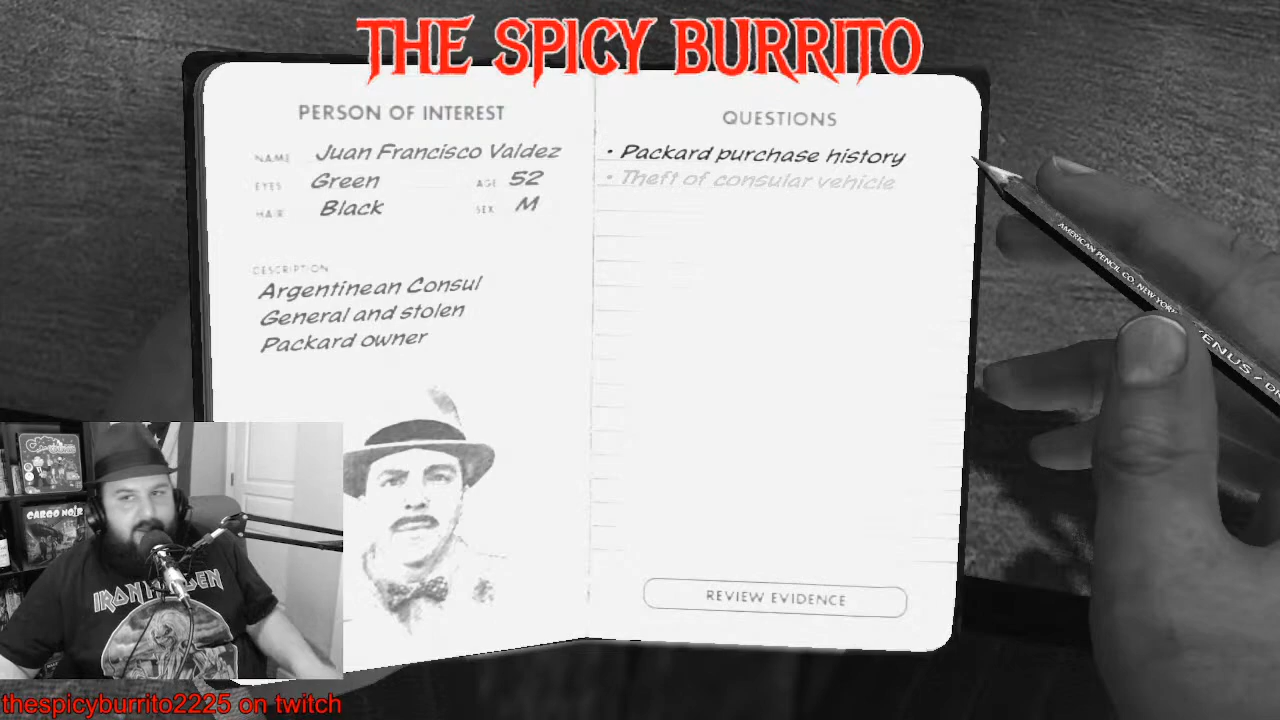 THE SPICY BURRITO
PERSON OF INTEREST
NAME Juan Francisco Valdez
EYES Green AGE 52
HAIR Black SEX M
DESCRIPTION
Argentinean Consul
General and stolen
Packard owner
QUESTIONS
• Packard purchase history
• Theft of consular vehicle
REVIEW EVIDENCE
AMERICAN PENCIL CO. NEW YORK
VENUS
CARGO NOIR
IRON MAIDEN
thespicyburrito2225 on twitch